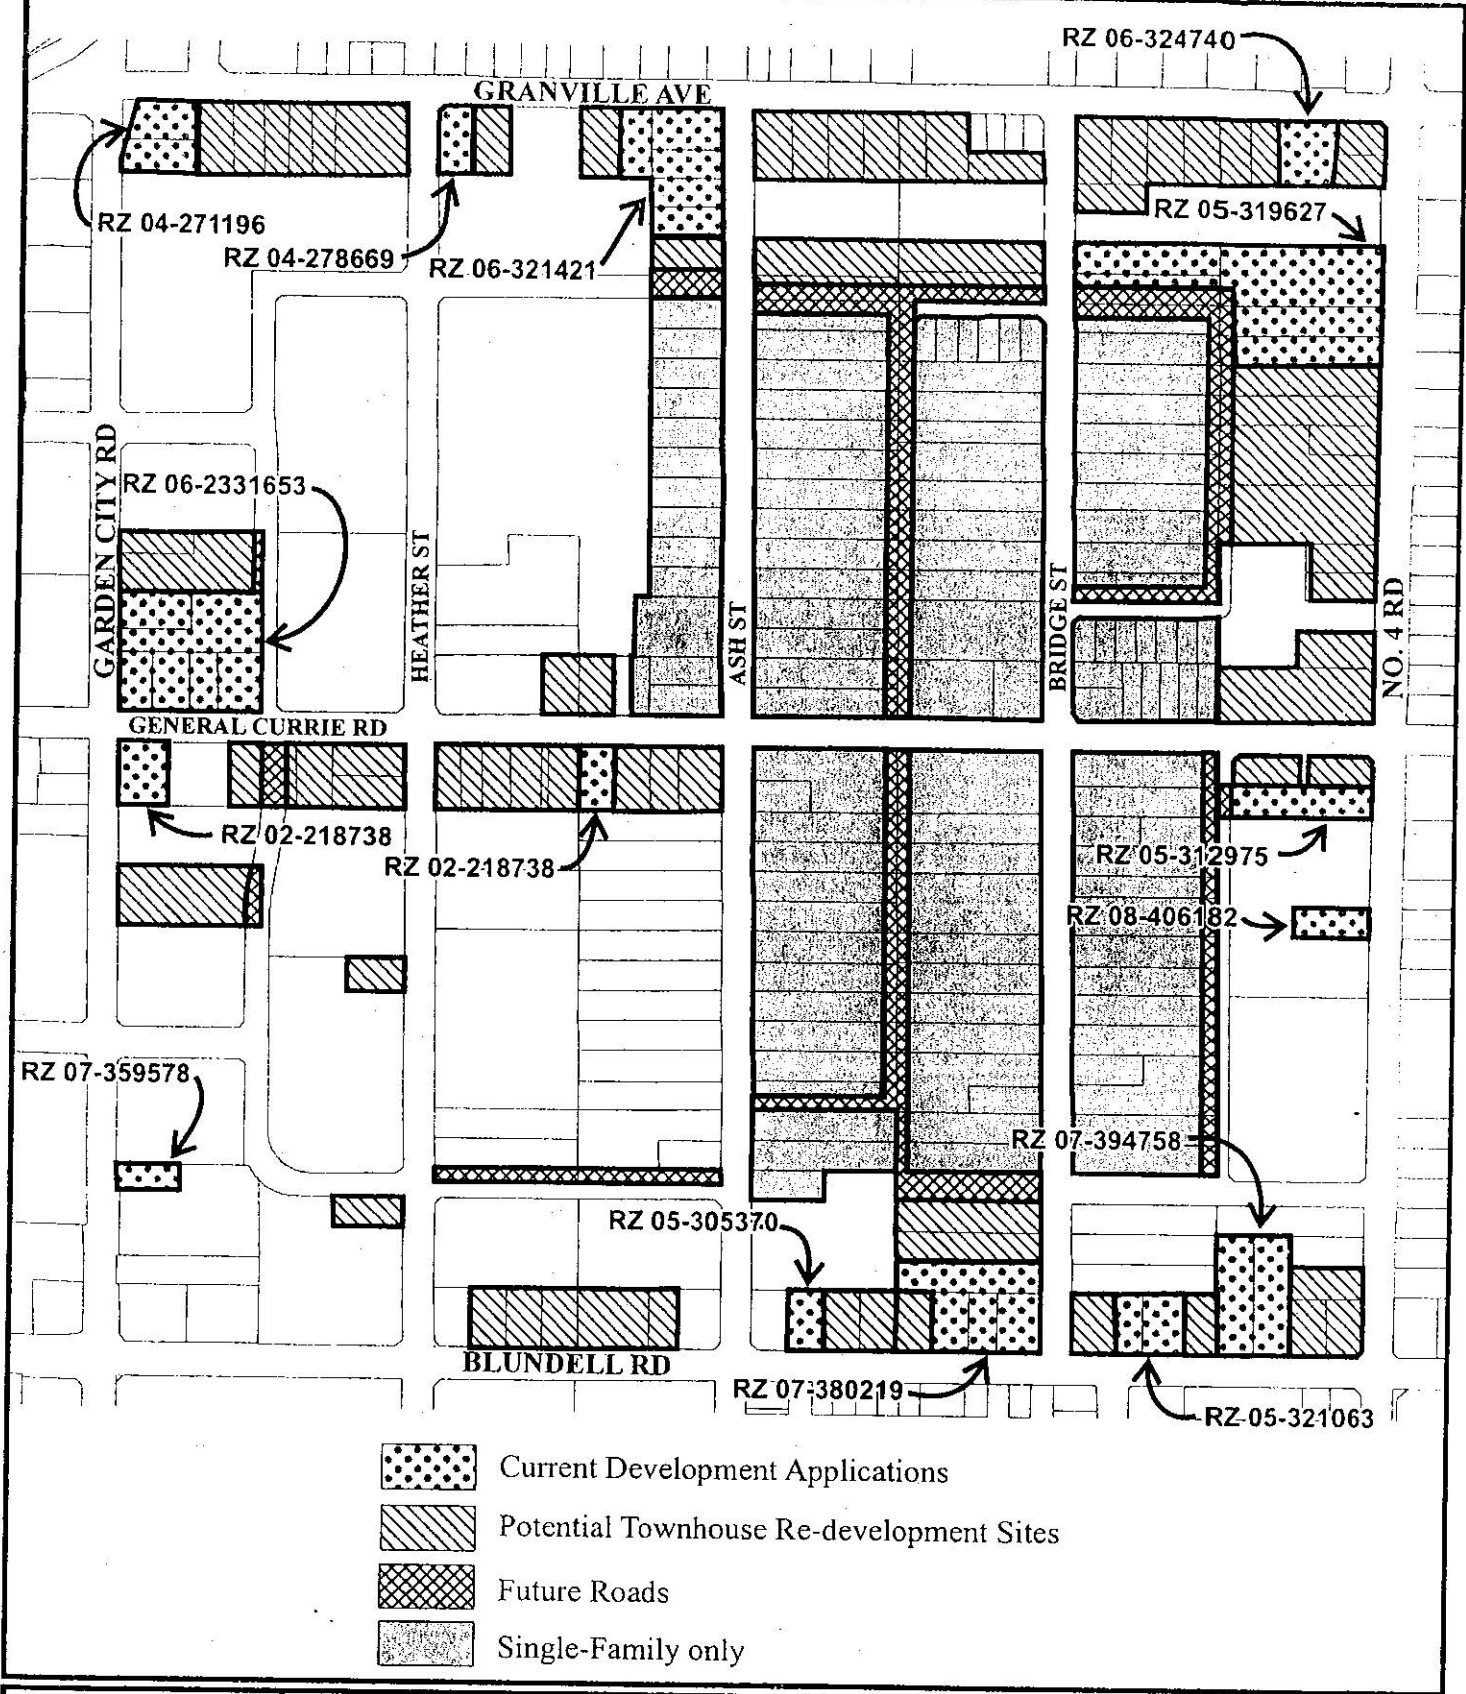 RZ 06-324740
GRANVILLE AVE
RZ 05-319627
RZ 04-271196
RZ 04-278669
RZ 06-321421
GARDEN CITY RD
RZ 06-2331653
HEATHER ST
ASH ST
BRIDGE ST
NO. 4 RD
GENERAL CURRIE RD
RZ 02-218738
RZ 02-218738
RZ 05-312975
RZ 08-406182
RZ 07-359578
RZ 07-394758
RZ 05-305370
BLUNDELL RD
RZ 07-380219
RZ 05-321063
Current Development Applications
Potential Townhouse Re-development Sites
Future Roads
Single-Family only